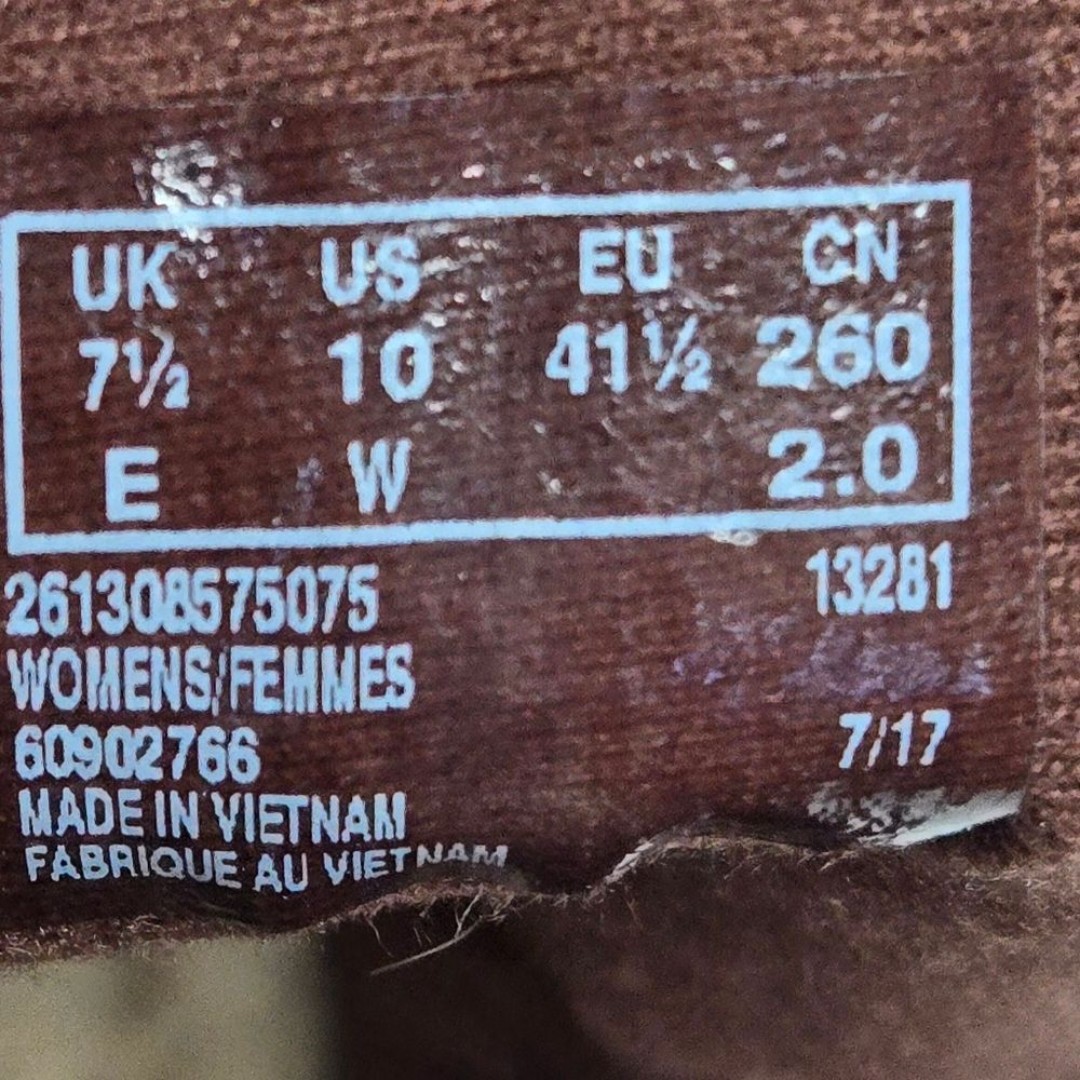 UK US EU CN
7½ 10 41½ 260
E W 2.0
261308575075 13281
WOMENS/FEMMES
60902766 7/17
MADE IN VIETNAM
FABRIQUE AU VIETNAM